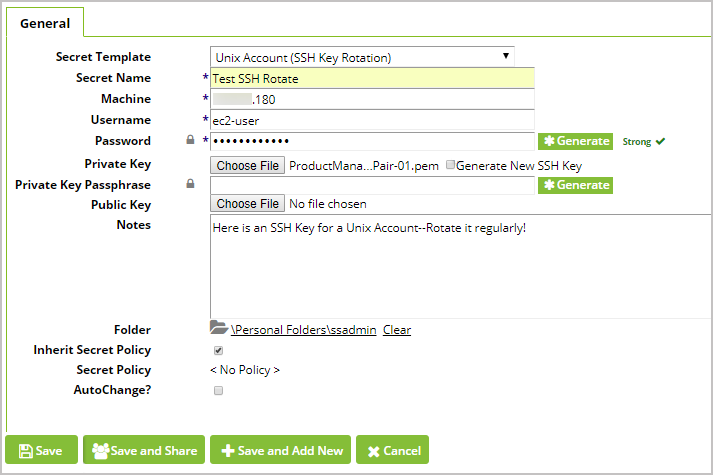 General
Secret Template Unix Account (SSH Key Rotation)
Secret Name * Test SSH Rotate
Machine * .180
Username * ec2-user
Password * •••••••••••• Generate Strong
Private Key Choose File ProductMana...Pair-01.pem Generate New SSH Key
Private Key Passphrase Generate
Public Key Choose File No file chosen
Notes Here is an SSH Key for a Unix Account--Rotate it regularly!
Folder \Personal Folders\ssadmin Clear
Inherit Secret Policy
Secret Policy < No Policy >
AutoChange?
Save Save and Share Save and Add New Cancel